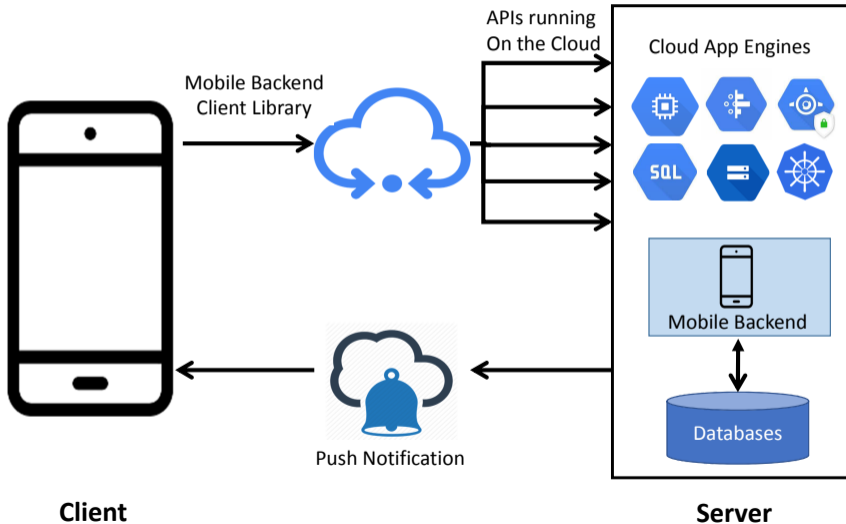 APIs running
On the Cloud
Cloud App Engines
Mobile Backend
Client Library
SQL
Mobile Backend
Databases
Push Notification
Client
Server